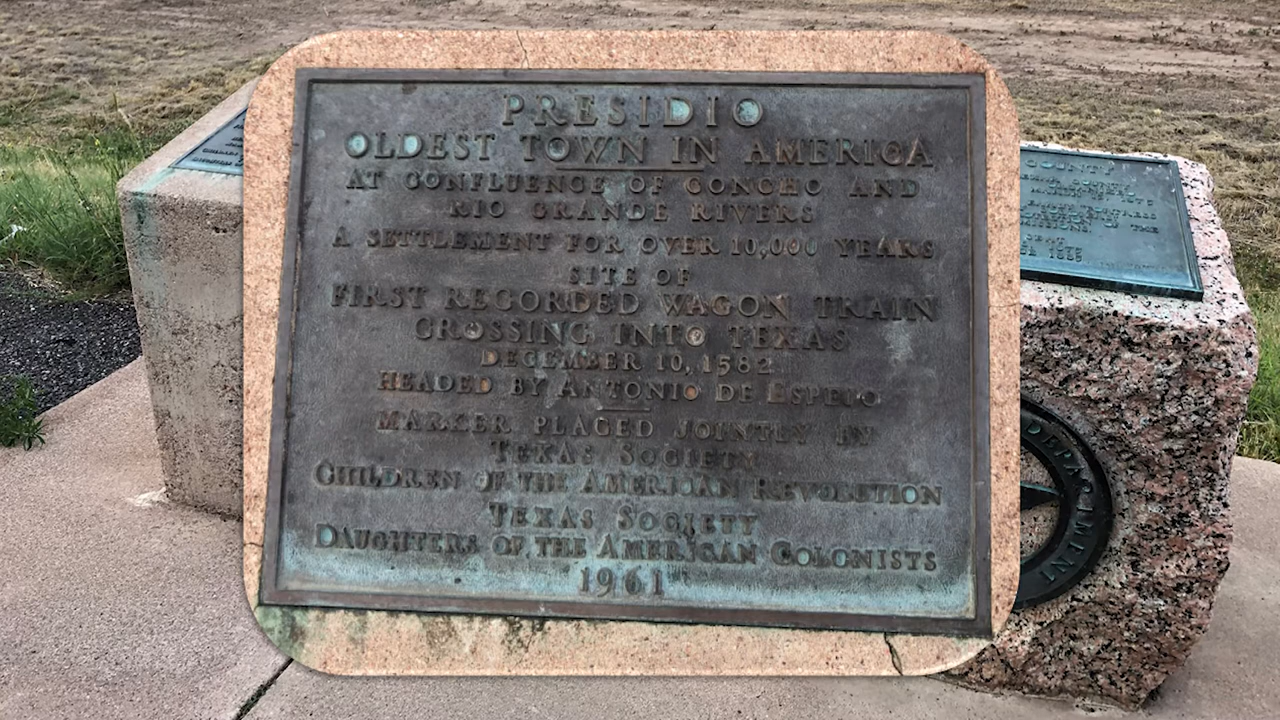 PRESIDIO
OLDEST TOWN IN AMERICA
AT CONFLUENCE OF CONCHO AND
RIO GRANDE RIVERS
A SETTLEMENT FOR OVER 10,000 YEARS
SITE OF
FIRST RECORDED WAGON TRAIN
CROSSING INTO TEXAS
DECEMBER 10, 1582
HEADED BY ANTONIO DE ESPEJO
MARKER PLACED JOINTLY BY
TEXAS SOCIETY
CHILDREN OF THE AMERICAN REVOLUTION
TEXAS SOCIETY
DAUGHTERS OF THE AMERICAN COLONISTS
1961
COUNTY
DEPARTMENT